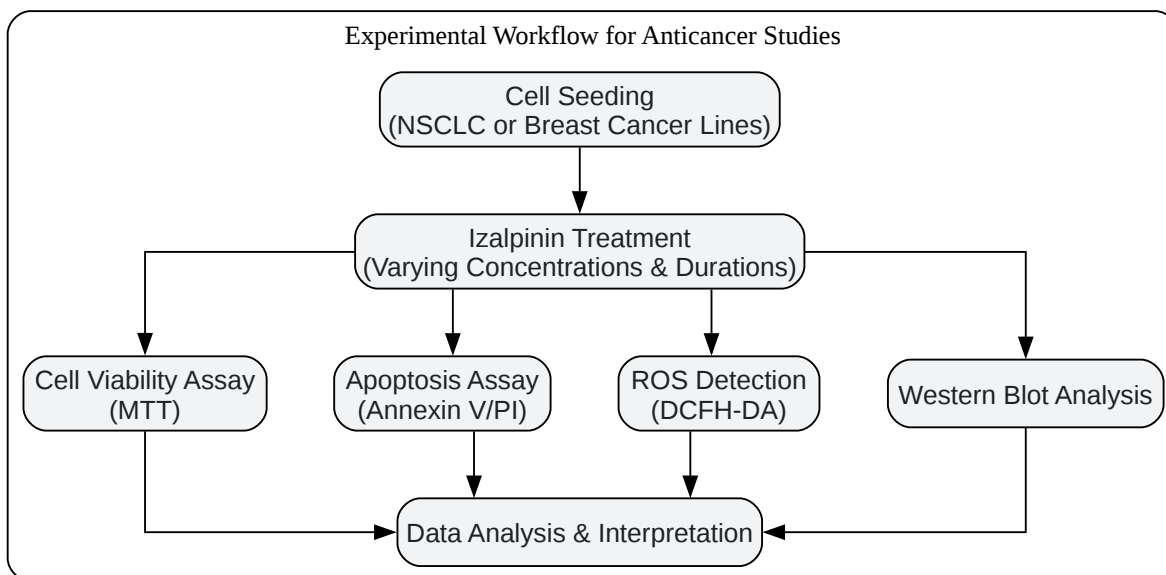 Experimental Workflow for Anticancer Studies
Cell Seeding
(NSCLC or Breast Cancer Lines)
Izalpinin Treatment
(Varying Concentrations & Durations)
Cell Viability Assay
(MTT)
Apoptosis Assay
(Annexin V/PI)
ROS Detection
(DCFH-DA)
Western Blot Analysis
Data Analysis & Interpretation